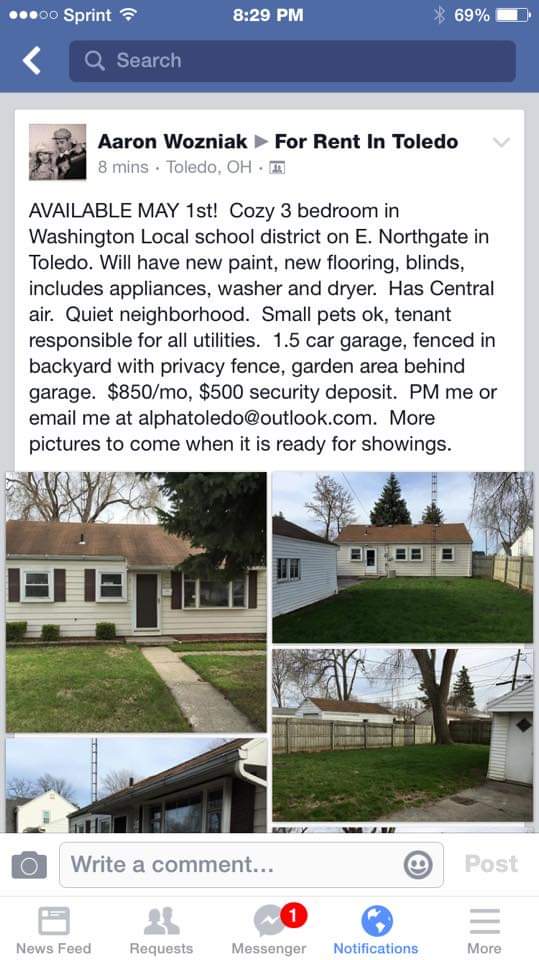 Sprint 8:29 PM 69%
Search
Aaron Wozniak ▶ For Rent In Toledo
8 mins · Toledo, OH ·
AVAILABLE MAY 1st! Cozy 3 bedroom in
Washington Local school district on E. Northgate in
Toledo. Will have new paint, new flooring, blinds,
includes appliances, washer and dryer. Has Central
air. Quiet neighborhood. Small pets ok, tenant
responsible for all utilities. 1.5 car garage, fenced in
backyard with privacy fence, garden area behind
garage. $850/mo, $500 security deposit. PM me or
email me at alphatoledo@outlook.com. More
pictures to come when it is ready for showings.
Write a comment... Post
1
News Feed Requests Messenger Notifications More